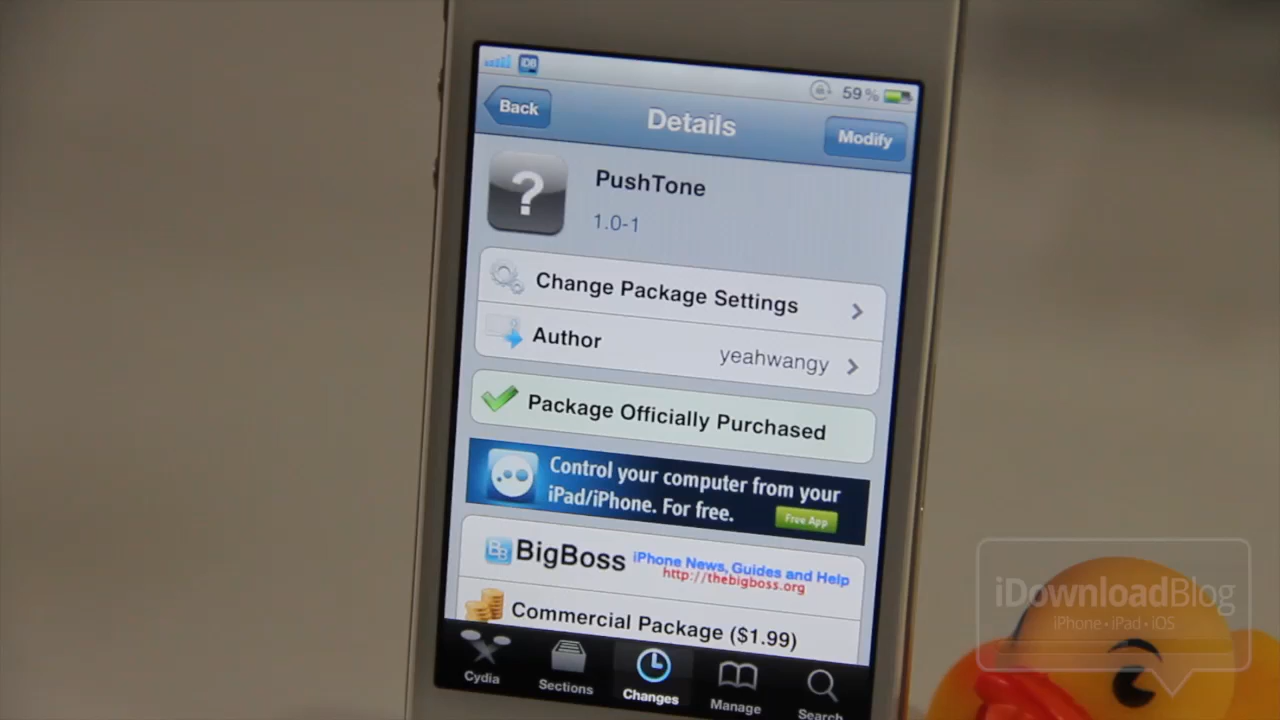 iDB
59%
Back
Details
Modify
?
PushTone
1.0-1
Change Package Settings
Author
yeahwangy
Package Officially Purchased
Control your computer from your
iPad/iPhone. For free.
Free App
BB
BigBoss
iPhone News, Guides and Help
http://thebigboss.org
Commercial Package ($1.99)
Cydia
Sections
Changes
Manage
Search
iDownloadBlog
iPhone • iPad • iOS